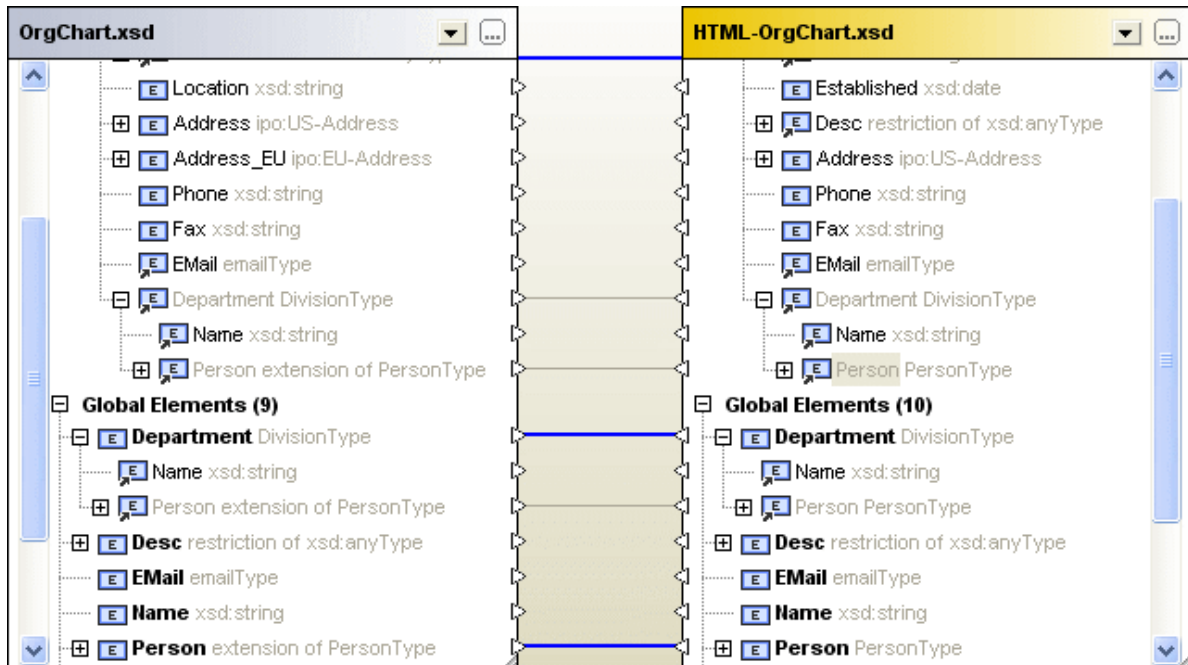 OrgChart.xsd
Location xsd:string
Address ipo:US-Address
Address_EU ipo:EU-Address
Phone xsd:string
Fax xsd:string
EMail emailType
Department DivisionType
Name xsd:string
Person extension of PersonType
Global Elements (9)
Department DivisionType
Name xsd:string
Person extension of PersonType
Desc restriction of xsd:anyType
EMail emailType
Name xsd:string
Person extension of PersonType
HTML-OrgChart.xsd
Established xsd:date
Desc restriction of xsd:anyType
Address ipo:US-Address
Phone xsd:string
Fax xsd:string
EMail emailType
Department DivisionType
Name xsd:string
Person PersonType
Global Elements (10)
Department DivisionType
Name xsd:string
Person PersonType
Desc restriction of xsd:anyType
EMail emailType
Name xsd:string
Person PersonType